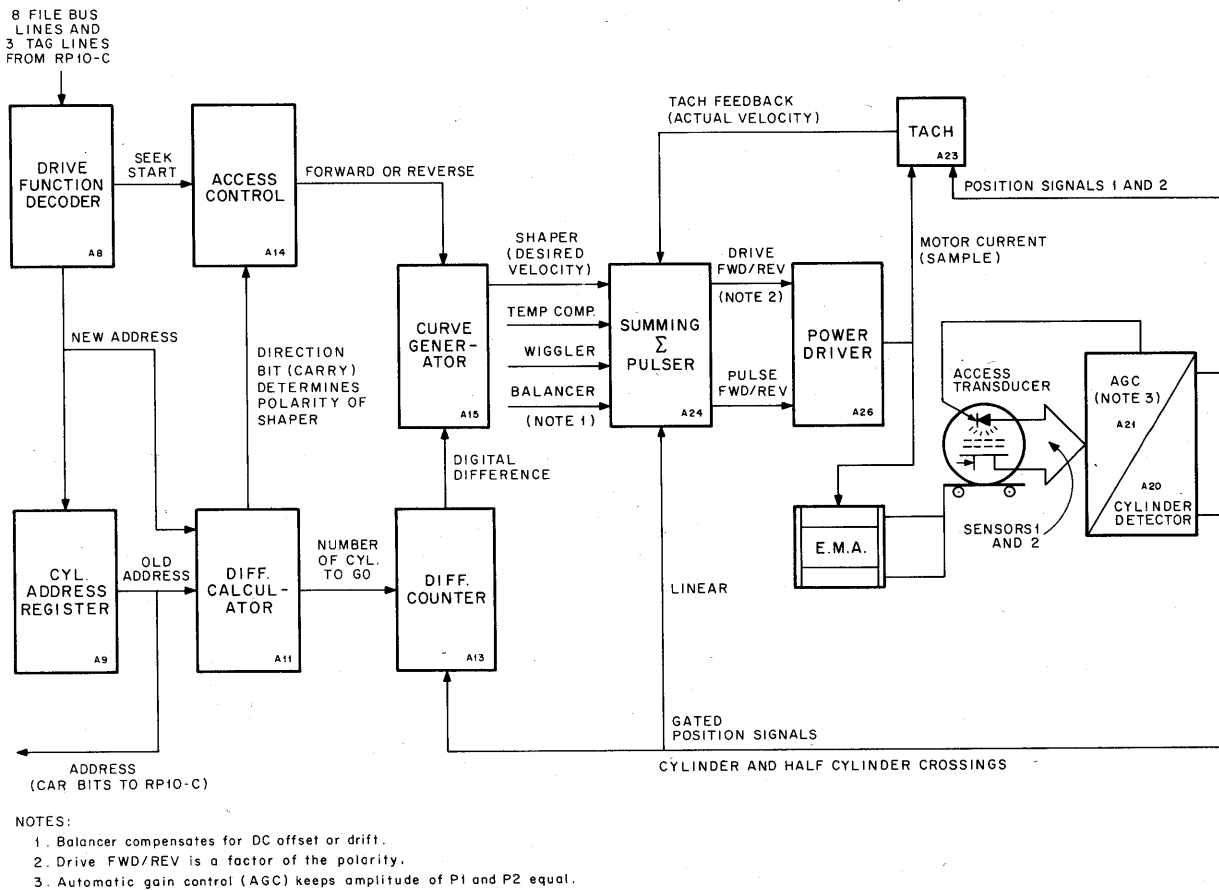 8 FILE BUS
LINES AND
3 TAG LINES
FROM RP10-C
DRIVE
FUNCTION
DECODER
A8
SEEK
START
ACCESS
CONTROL
A14
FORWARD OR REVERSE
TACH FEEDBACK
(ACTUAL VELOCITY)
TACH
A23
POSITION SIGNALS 1 AND 2
MOTOR CURRENT
(SAMPLE)
NEW ADDRESS
DIRECTION
BIT (CARRY)
DETERMINES
POLARITY OF
SHAPER
CURVE
GENER-
ATOR
A15
SHAPER
(DESIRED
VELOCITY)
TEMP COMP.
WIGGLER
BALANCER
(NOTE 1)
SUMMING
Σ
PULSER
A24
DRIVE
FWD/REV
(NOTE 2)
PULSE
FWD/REV
POWER
DRIVER
A26
ACCESS
TRANSDUCER
AGC
(NOTE 3)
A21
A20
CYLINDER
DETECTOR
SENSORS 1
AND 2
E.M.A.
DIGITAL
DIFFERENCE
CYL.
ADDRESS
REGISTER
A9
OLD
ADDRESS
DIFF.
CALCUL-
ATOR
A11
NUMBER
OF CYL.
TO GO
DIFF.
COUNTER
A13
LINEAR
GATED
POSITION SIGNALS
CYLINDER AND HALF CYLINDER CROSSINGS
ADDRESS
(CAR BITS TO RP10-C)
NOTES:
1. Balancer compensates for DC offset or drift.
2. Drive FWD/REV is a factor of the polarity.
3. Automatic gain control (AGC) keeps amplitude of P1 and P2 equal.